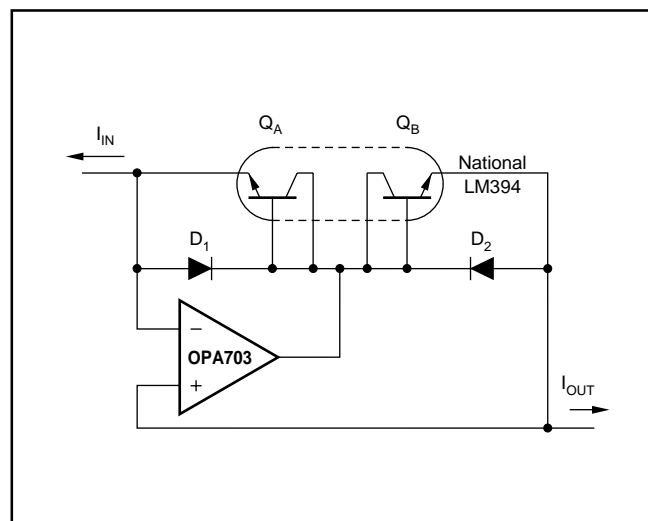 Q_A
Q_B
I_IN
National
LM394
D_1
D_2
−
OPA703
+
I_OUT